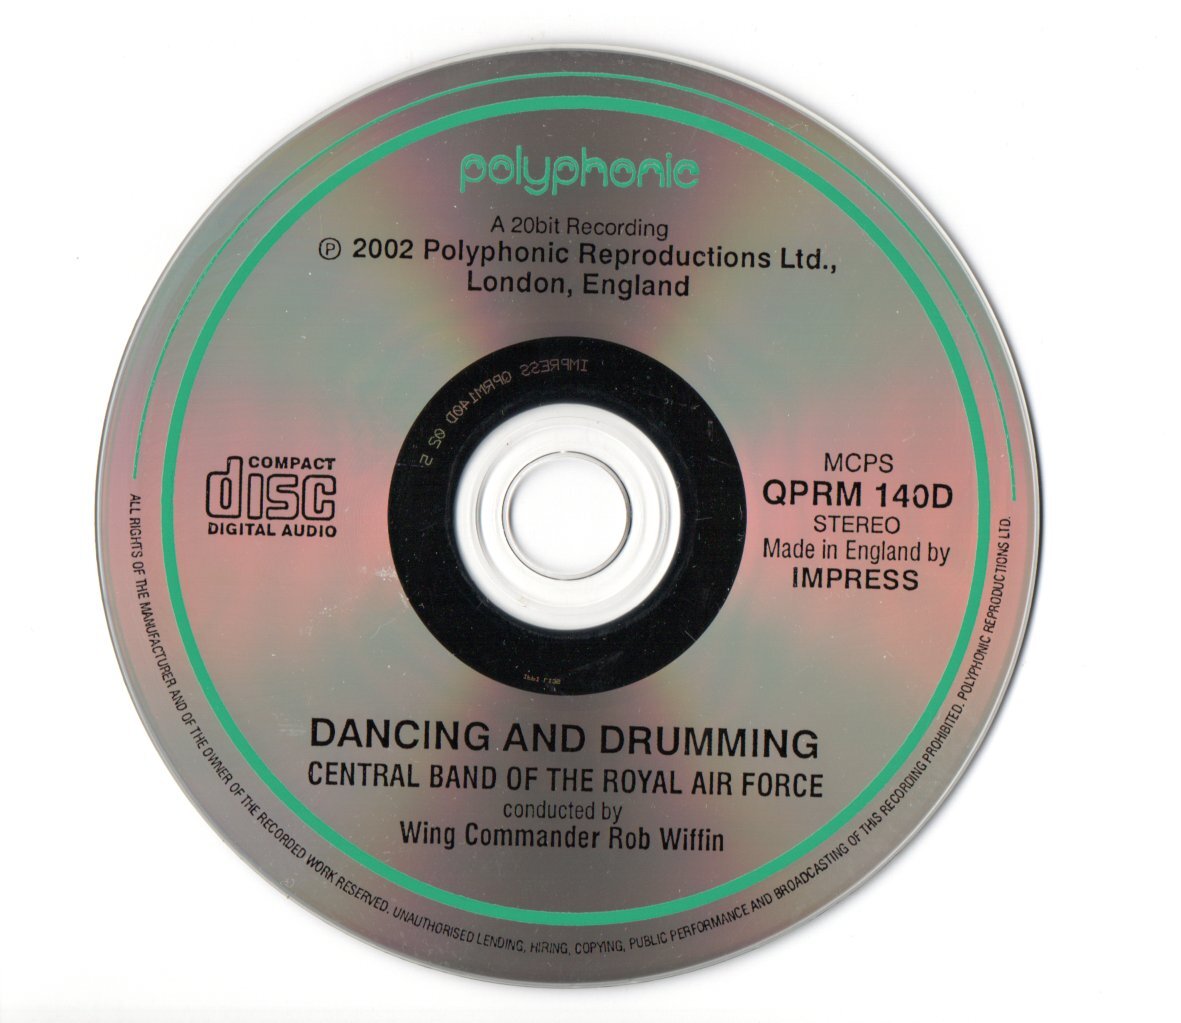 polyphonic
A 20bit Recording
℗ 2002 Polyphonic Reproductions Ltd.,
London, England
IMPRESS QPRM140D 02 5
COMPACT
disc
DIGITAL AUDIO
MCPS
QPRM 140D
STEREO
Made in England by
IMPRESS
DANCING AND DRUMMING
CENTRAL BAND OF THE ROYAL AIR FORCE
conducted by
Wing Commander Rob Wiffin
ALL RIGHTS OF THE MANUFACTURER AND OF THE OWNER OF THE RECORDED WORK RESERVED. UNAUTHORISED LENDING, HIRING, COPYING, PUBLIC PERFORMANCE AND BROADCASTING OF THIS RECORDING PROHIBITED. POLYPHONIC REPRODUCTIONS LTD.